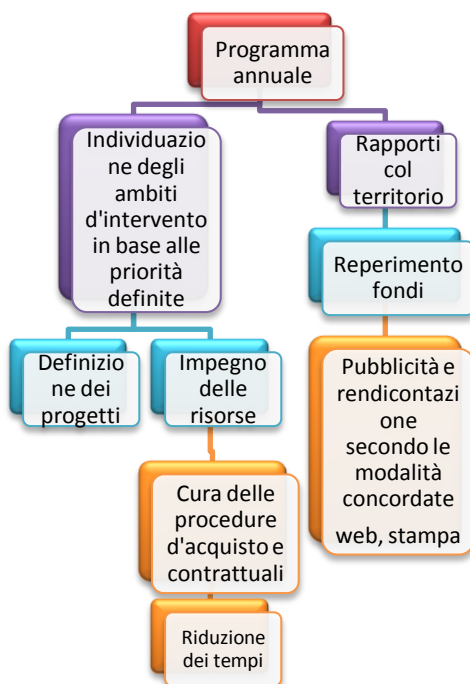 Programma
annuale
Individuazio
ne degli
ambiti
d'intervento
in base alle
priorità
definite
Rapporti
col
territorio
Reperimento
fondi
Definizio
ne dei
progetti
Impegno
delle
risorse
Pubblicità e
rendicontazi
one
secondo le
modalità
concordate
web, stampa
Cura delle
procedure
d'acquisto e
contrattuali
Riduzione
dei tempi